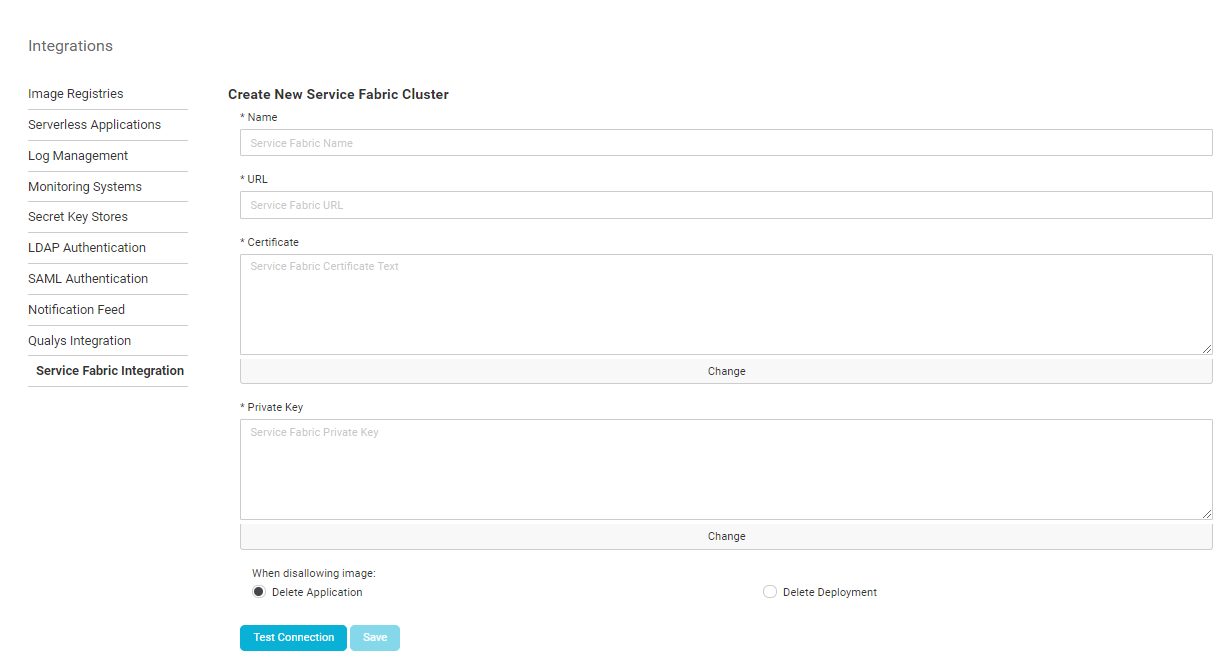 Integrations
Image Registries
Serverless Applications
Log Management
Monitoring Systems
Secret Key Stores
LDAP Authentication
SAML Authentication
Notification Feed
Qualys Integration
Service Fabric Integration
Create New Service Fabric Cluster
* Name
Service Fabric Name
* URL
Service Fabric URL
* Certificate
Service Fabric Certificate Text
Change
* Private Key
Service Fabric Private Key
Change
When disallowing image:
Delete Application
Delete Deployment
Test Connection
Save